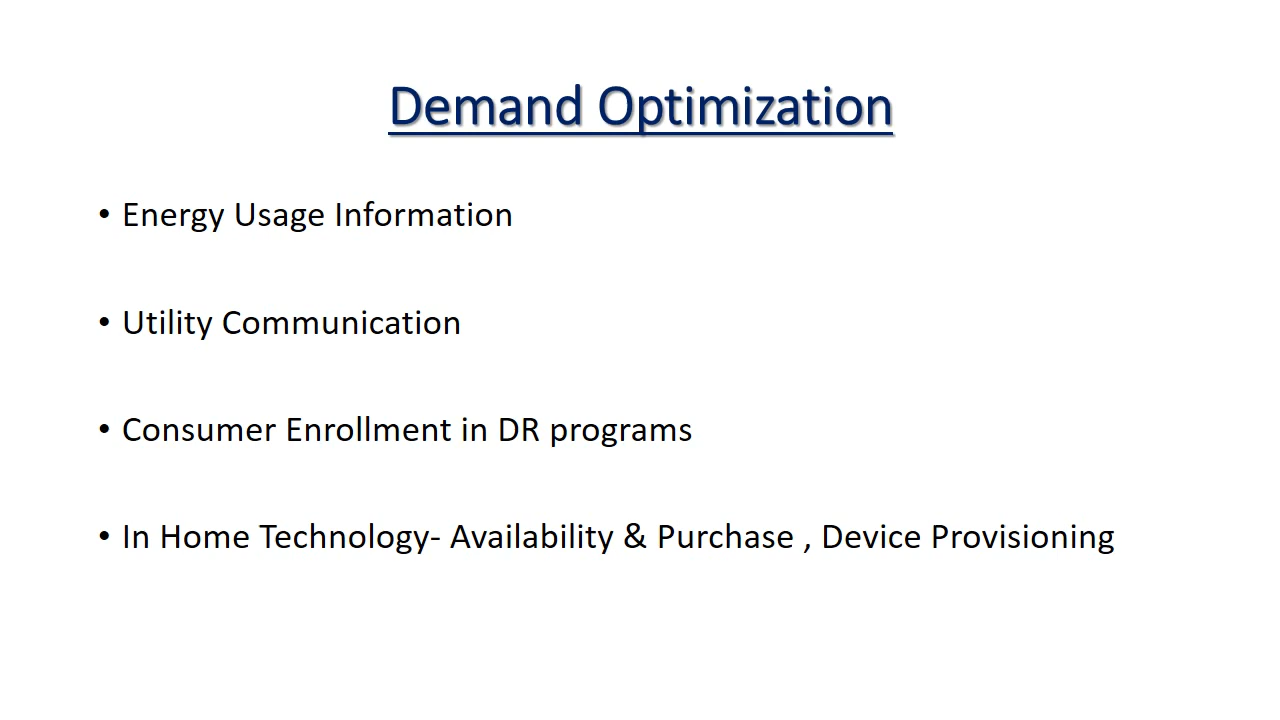 Demand Optimization
• Energy Usage Information
• Utility Communication
• Consumer Enrollment in DR programs
• In Home Technology- Availability & Purchase , Device Provisioning